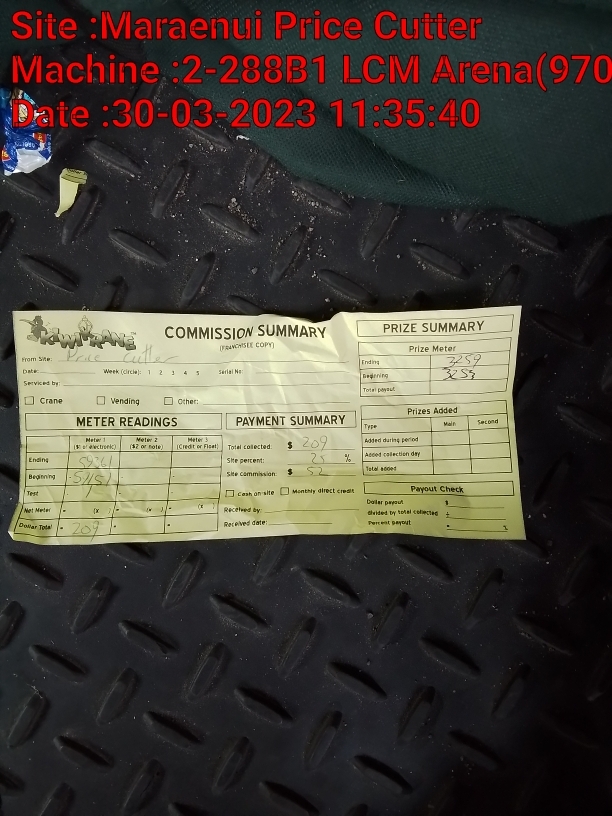 Site :Maraenui Price Cutter
Machine :2-288B1 LCM Arena(970
Date :30-03-2023 11:35:40
KIWI KRANE
COMMISSION SUMMARY
(FRANCHISEE COPY)
From Site: Price Cutter
Date: Week (circle): 1 2 3 4 5 Serial No:
Serviced by:
Crane Vending Other:
METER READINGS
Meter 1 Meter 2 Meter 3
($1 or electronic) ($2 or note) (Credit or Float)
Ending
Beginning
Test
Net Meter (x ) (x ) (x )
Dollar Total 209
PAYMENT SUMMARY
Total collected: $ 209
Site percent: 25 %
Site commission: $ 52
Cash on-site Monthly direct credit
Received by:
Received date:
PRIZE SUMMARY
Prize Meter
Ending 3259
Beginning 3253
Total payout
Prizes Added
Type Main Second
Added during period
Added collection day
Total added
Payout Check
Dollar payout $
divided by total collected ÷
Percent payout =